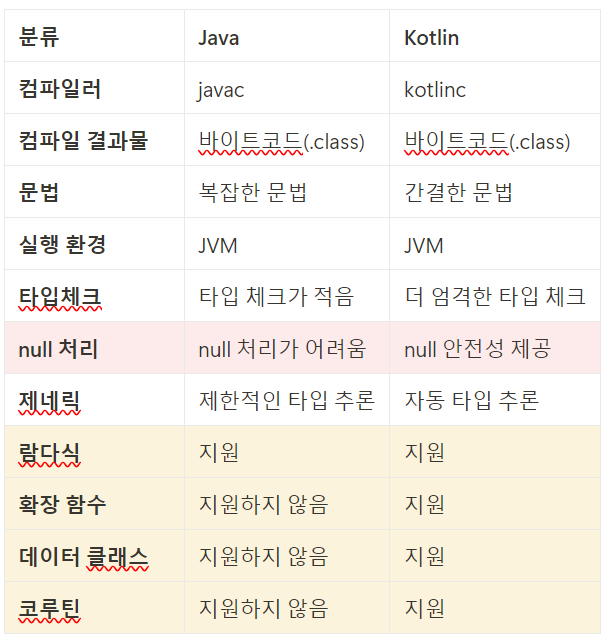 분류 Java Kotlin
컴파일러 javac kotlinc
컴파일 결과물 바이트코드(.class) 바이트코드(.class)
문법 복잡한 문법 간결한 문법
실행 환경 JVM JVM
타입체크 타입 체크가 적음 더 엄격한 타입 체크
null 처리 null 처리가 어려움 null 안전성 제공
제네릭 제한적인 타입 추론 자동 타입 추론
람다식 지원 지원
확장 함수 지원하지 않음 지원
데이터 클래스 지원하지 않음 지원
코루틴 지원하지 않음 지원